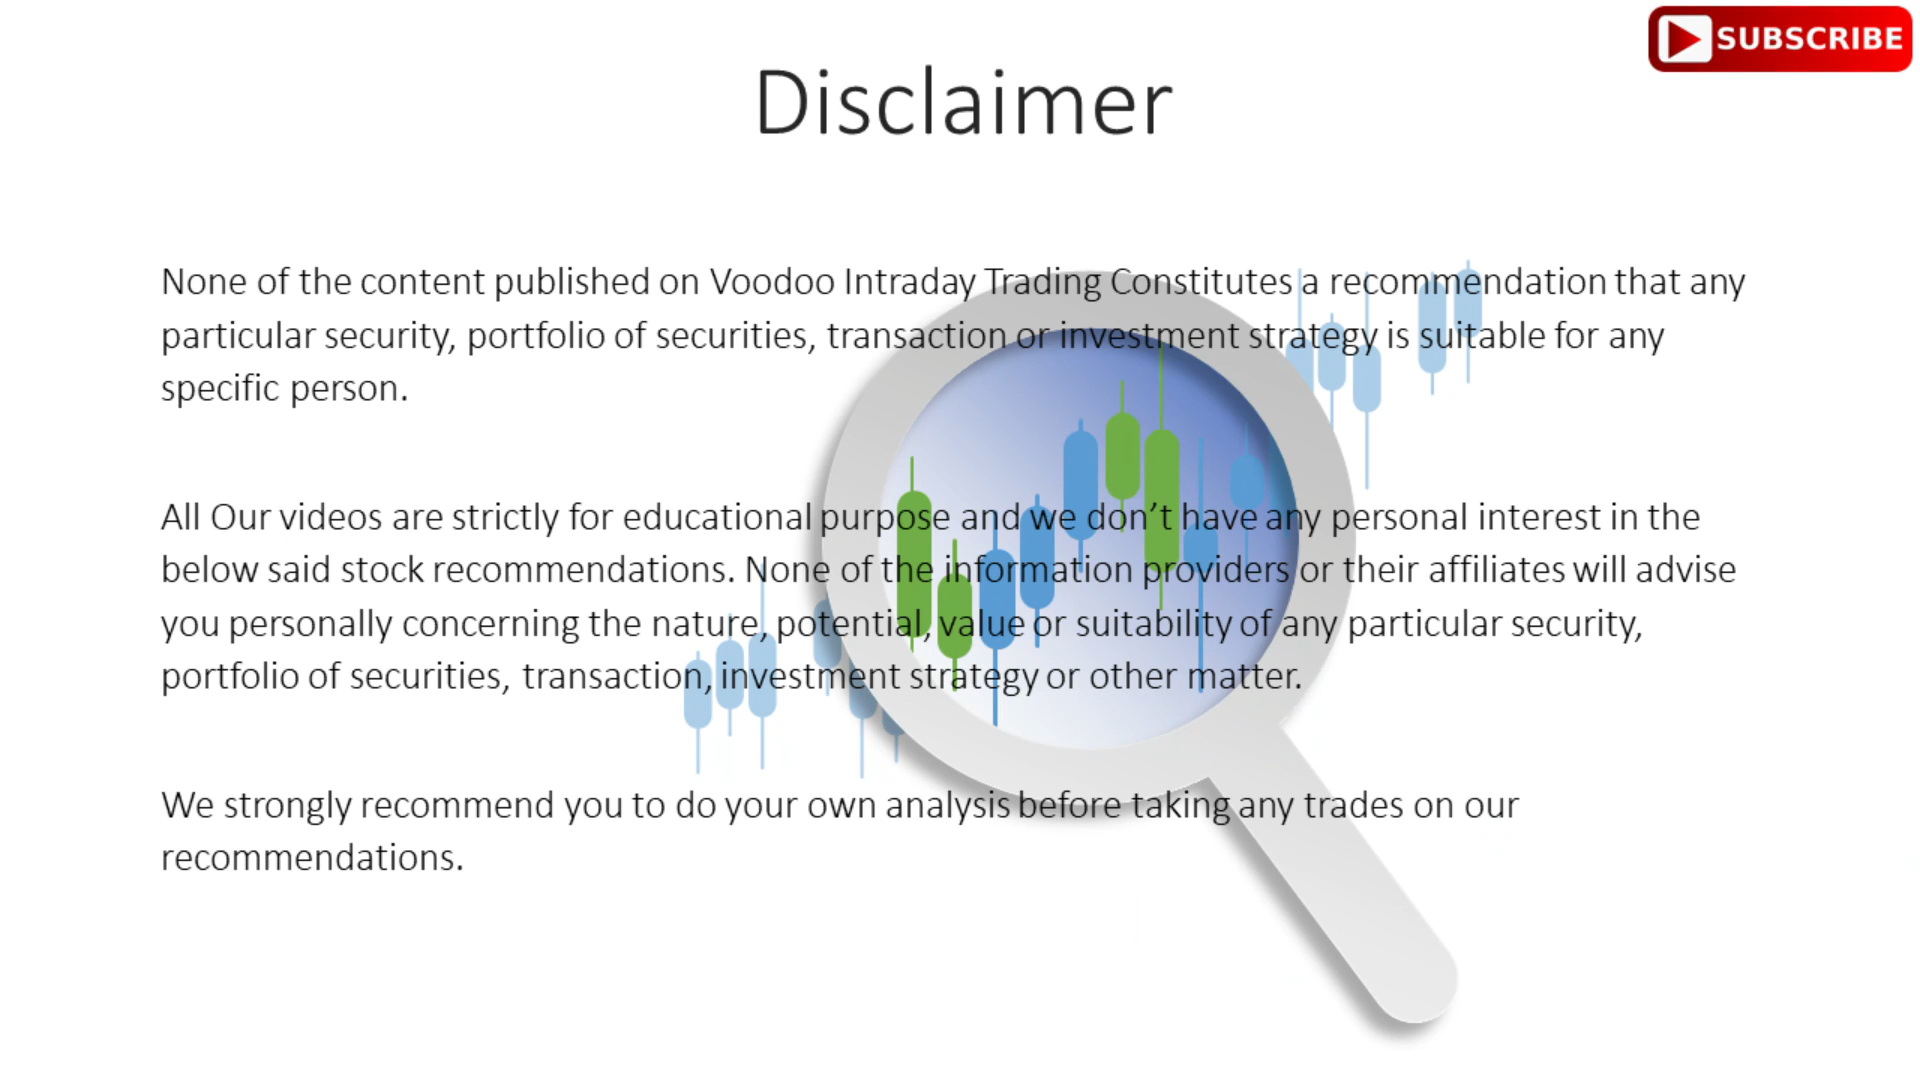 SUBSCRIBE
Disclaimer
None of the content published on Voodoo Intraday Trading Constitutes a recommendation that any
particular security, portfolio of securities, transaction or investment strategy is suitable for any
specific person.
All Our videos are strictly for educational purpose and we don’t have any personal interest in the
below said stock recommendations. None of the information providers or their affiliates will advise
you personally concerning the nature, potential, value or suitability of any particular security,
portfolio of securities, transaction, investment strategy or other matter.
We strongly recommend you to do your own analysis before taking any trades on our
recommendations.